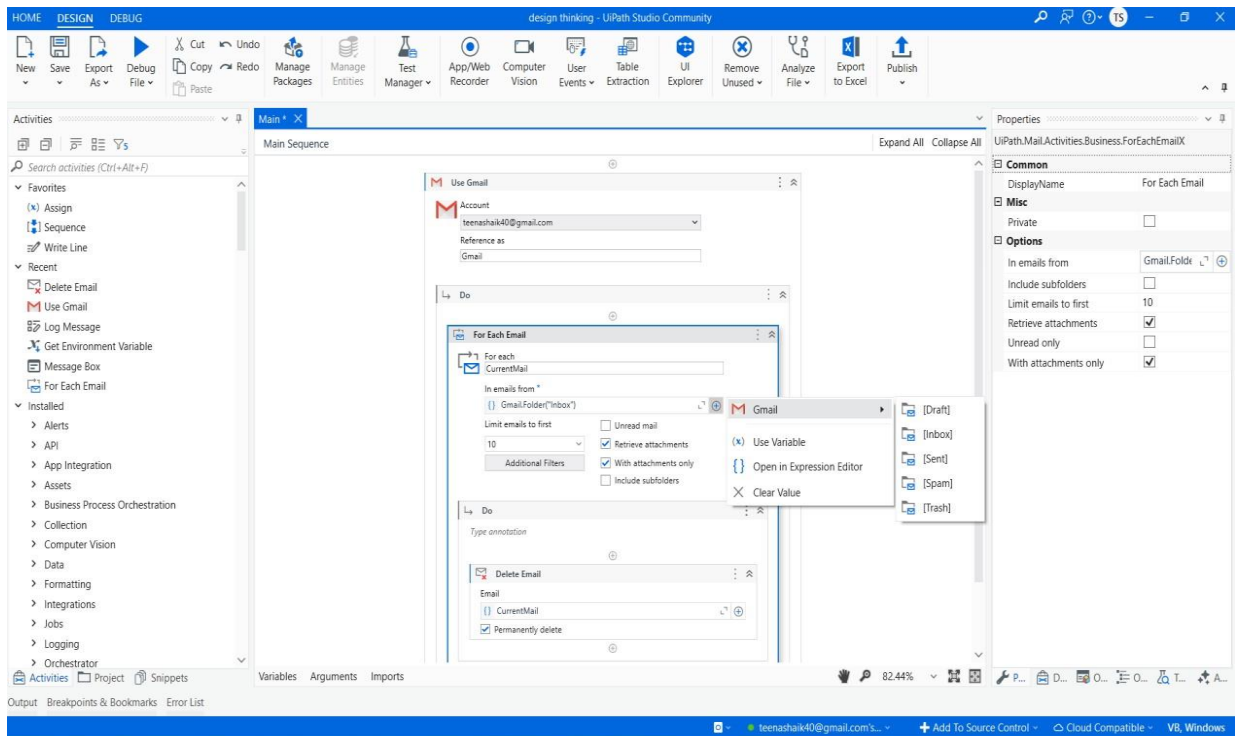 HOME DESIGN DEBUG
design thinking - UiPath Studio Community
TS
New
Save
Export As
Debug File
Cut
Copy
Paste
Undo
Redo
Manage Packages
Manage Entities
Test Manager
App/Web Recorder
Computer Vision
User Events
Table Extraction
UI Explorer
Remove Unused
Analyze File
Export to Excel
Publish
Activities
Search activities (Ctrl+Alt+F)
Favorites
Assign
Sequence
Write Line
Recent
Delete Email
Use Gmail
Log Message
Get Environment Variable
Message Box
For Each Email
Installed
Alerts
API
App Integration
Assets
Business Process Orchestration
Collection
Computer Vision
Data
Formatting
Integrations
Jobs
Logging
Orchestrator
Activities Project Snippets
Main *
Main Sequence
Expand All Collapse All
Use Gmail
Account
teenashaik40@gmail.com
Reference as
Gmail
Do
For Each Email
For each
CurrentMail
In emails from *
{} Gmail.Folder("Inbox")
Limit emails to first
10
Additional Filters
Unread mail
Retrieve attachments
With attachments only
Include subfolders
Gmail
(x) Use Variable
{} Open in Expression Editor
Clear Value
[Draft]
[Inbox]
[Sent]
[Spam]
[Trash]
Do
Type annotation
Delete Email
Email
{} CurrentMail
Permanently delete
Variables Arguments Imports
82.44%
Properties
UiPath.Mail.Activities.Business.ForEachEmailX
Common
DisplayName For Each Email
Misc
Private
Options
In emails from Gmail.Folde
Include subfolders
Limit emails to first 10
Retrieve attachments
Unread only
With attachments only
P... D... O... O... T... A...
Output Breakpoints & Bookmarks Error List
teenashaik40@gmail.com's...
Add To Source Control
Cloud Compatible
VB, Windows